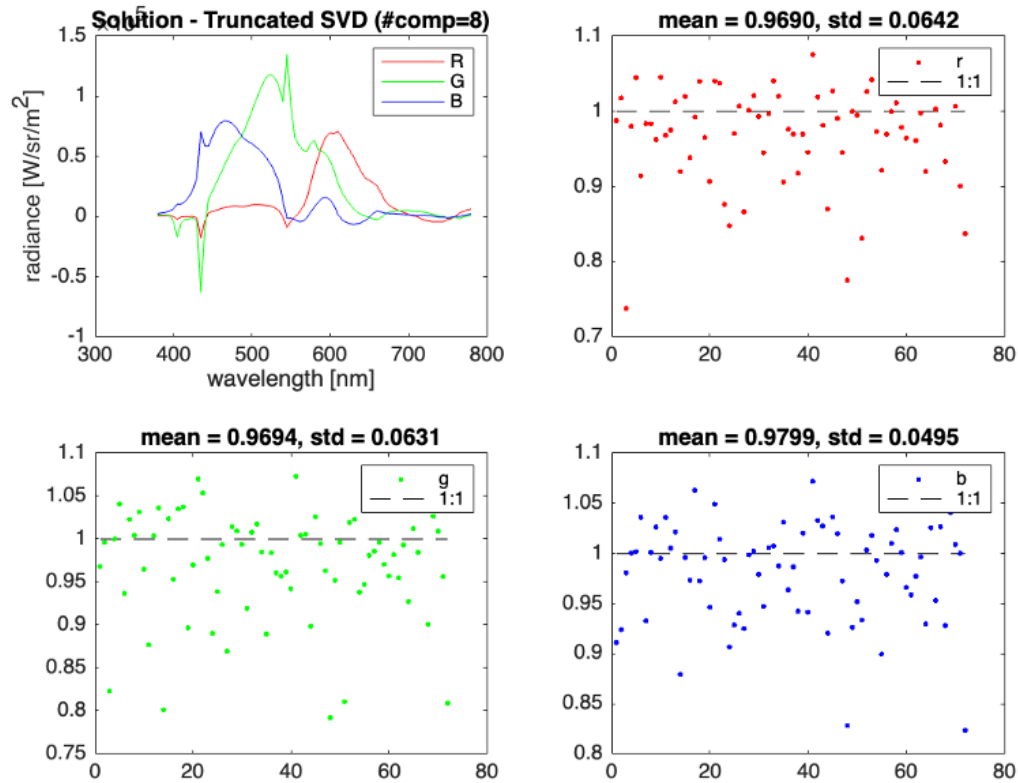 Solution - Truncated SVD (#comp=8)
1.5
1
0.5
0
-0.5
-1
300 400 500 600 700 800
wavelength [nm]
radiance [W/sr/m²]
R
G
B
mean = 0.9690, std = 0.0642
1.1
1
0.9
0.8
0.7
0 20 40 60 80
r
1:1
mean = 0.9694, std = 0.0631
1.1
1.05
1
0.95
0.9
0.85
0.8
0.75
0 20 40 60 80
g
1:1
mean = 0.9799, std = 0.0495
1.1
1.05
1
0.95
0.9
0.85
0.8
0 20 40 60 80
b
1:1